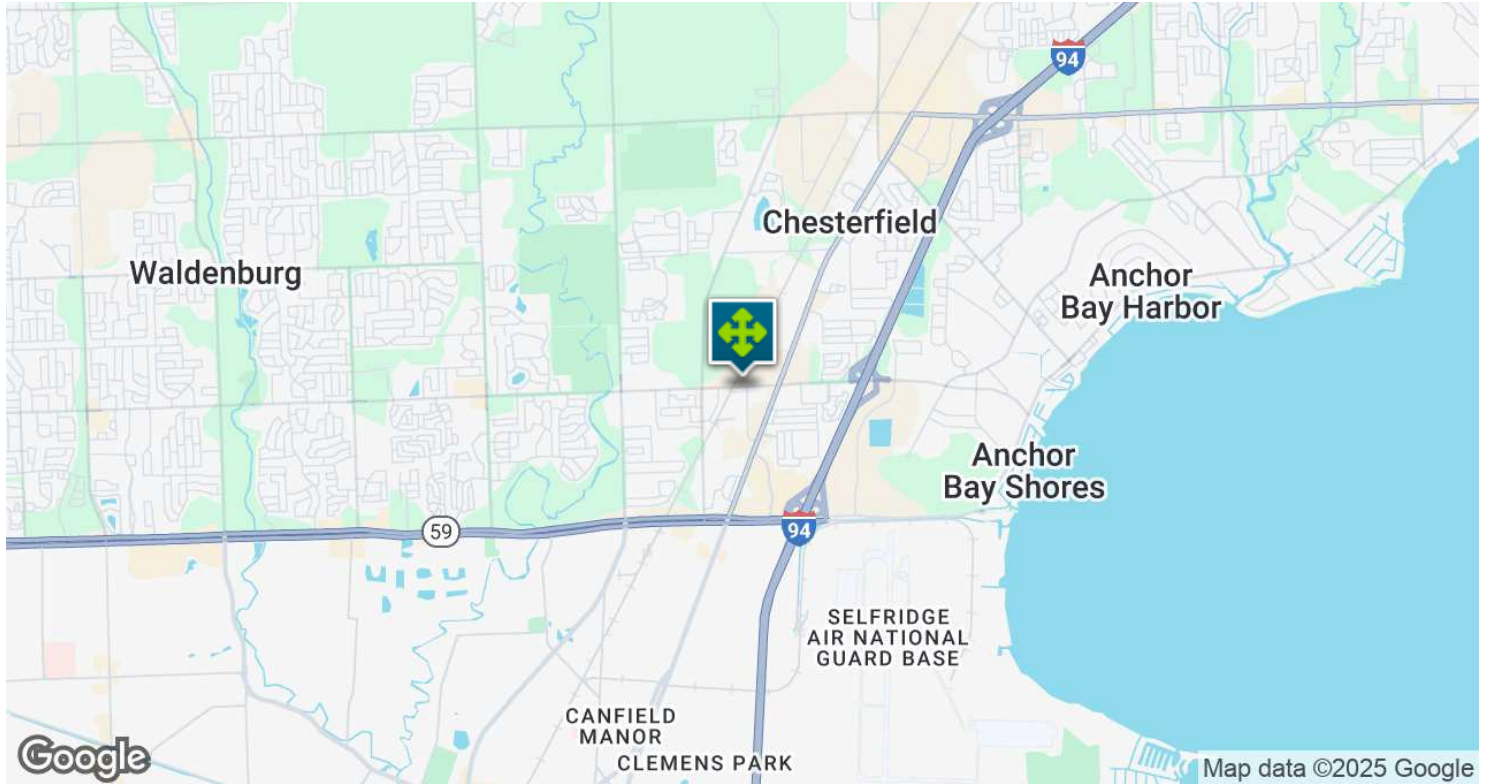 94
Chesterfield
Waldenburg
Anchor
Bay Harbor
Anchor
Bay Shores
59
94
SELFRIDGE
AIR NATIONAL
GUARD BASE
CANFIELD
MANOR
CLEMENS PARK
Google
Map data ©2025 Google